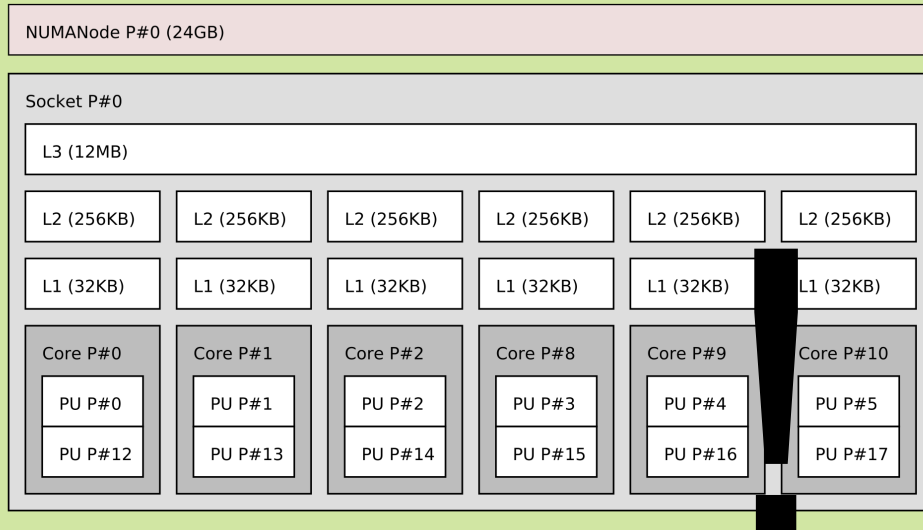 NUMANode P#0 (24GB)
Socket P#0
L3 (12MB)
L2 (256KB) L2 (256KB) L2 (256KB) L2 (256KB) L2 (256KB) L2 (256KB)
L1 (32KB) L1 (32KB) L1 (32KB) L1 (32KB) L1 (32KB) L1 (32KB)
Core P#0 Core P#1 Core P#2 Core P#8 Core P#9 Core P#10
PU P#0 PU P#1 PU P#2 PU P#3 PU P#4 PU P#5
PU P#12 PU P#13 PU P#14 PU P#15 PU P#16 PU P#17
!